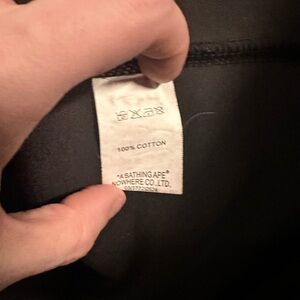 100% COTTON
"A BATHING APE®
NOWHERE CO.,LTD.